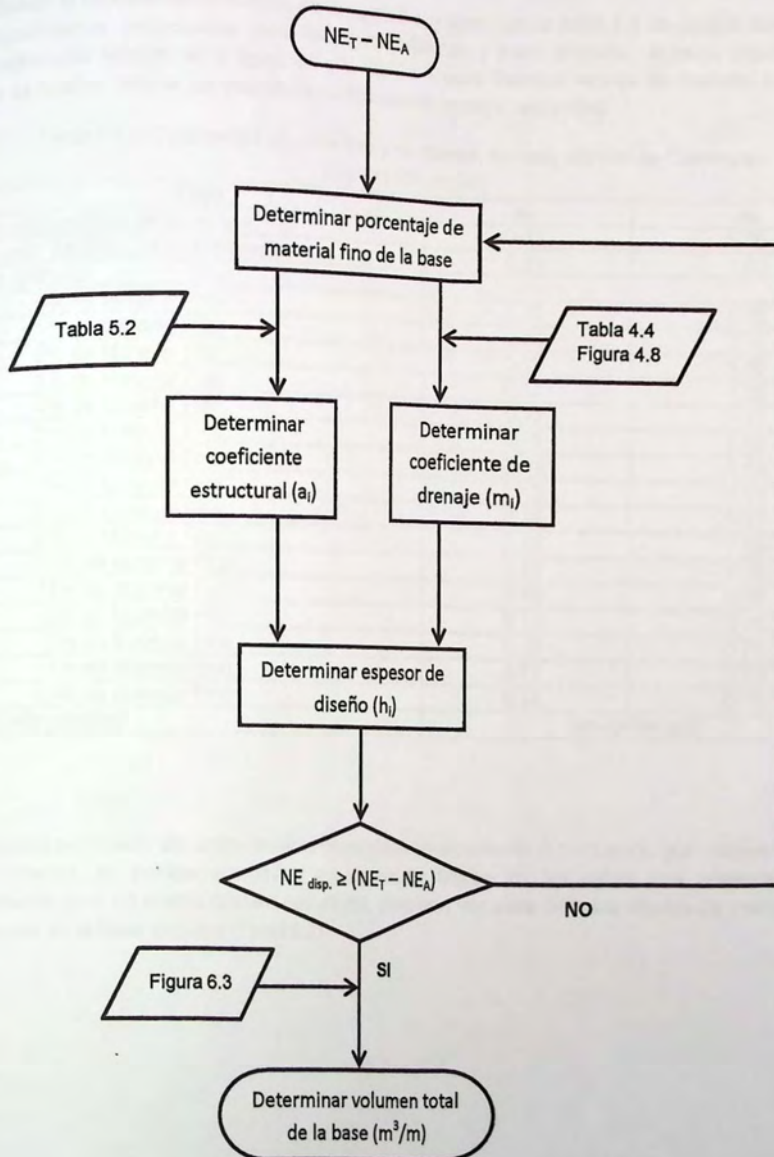 NE_T – NE_A
Determinar porcentaje de
material fino de la base
Tabla 5.2
Tabla 4.4
Figura 4.8
Determinar
coeficiente
estructural (a_i)
Determinar
coeficiente de
drenaje (m_i)
Determinar espesor de
diseño (h_i)
NE disp. ≥ (NE_T – NE_A)
NO
SI
Figura 6.3
Determinar volumen total
de la base (m³/m)